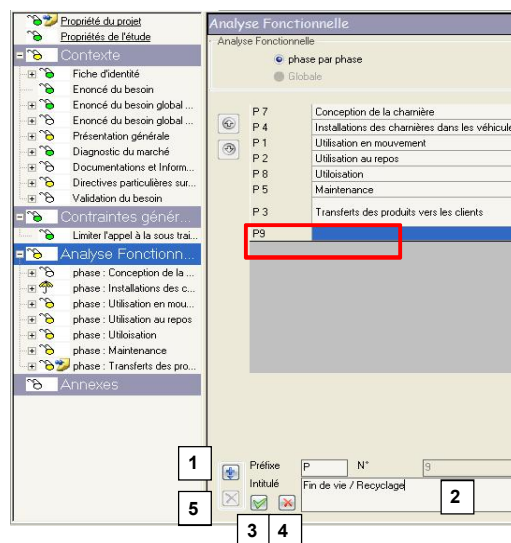 Propriété du projet
Propriétés de l'étude
Contexte
Fiche d'identité
Enoncé du besoin
Enoncé du besoin global ...
Enoncé du besoin global ...
Présentation générale
Diagnostic du marché
Documentations et Inform...
Directives particulières sur...
Validation du besoin
Contraintes génér...
Limiter l'appel à la sous trai...
Analyse Fonctionn...
phase : Conception de la ...
phase : Installations des c...
phase : Utilisation en mou...
phase : Utilisation au repos
phase : Utiloisation
phase : Maintenance
phase : Transferts des pro...
Annexes
Analyse Fonctionnelle
Analyse Fonctionnelle
phase par phase
Globale
P 7 Conception de la charnière
P 4 Installations des charnières dans les véhicule
P 1 Utilisation en mouvement
P 2 Utilisation au repos
P 8 Utiloisation
P 5 Maintenance
P 3 Transferts des produits vers les clients
P9
1
Préfixe P N° 9
Intitulé Fin de vie / Recyclage
2
5
3 4